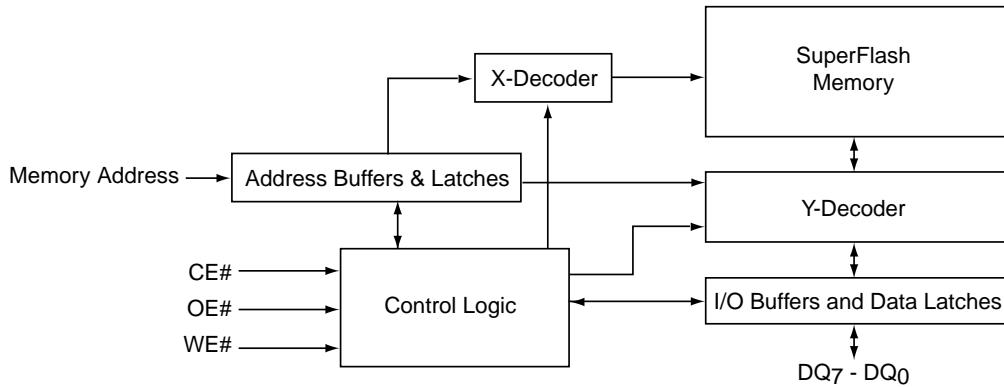 SuperFlash
Memory
X-Decoder
Memory Address
Address Buffers & Latches
Y-Decoder
CE#
OE#
WE#
Control Logic
I/O Buffers and Data Latches
DQ7 - DQ0